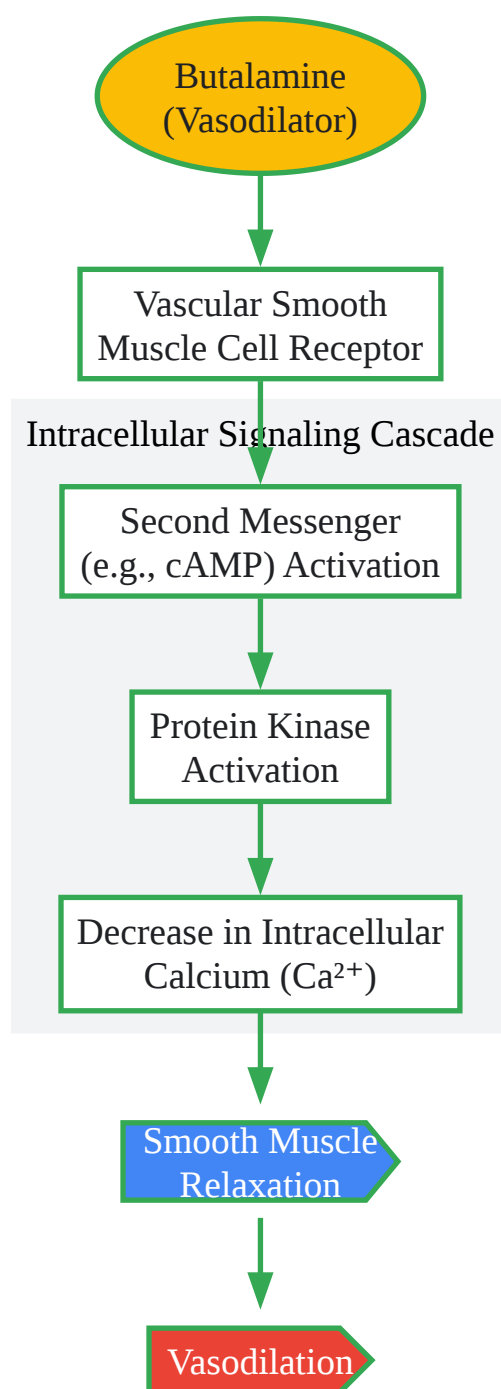 Butalamine
(Vasodilator)
Vascular Smooth
Muscle Cell Receptor
Intracellular Signaling Cascade
Second Messenger
(e.g., cAMP) Activation
Protein Kinase
Activation
Decrease in Intracellular
Calcium (Ca²⁺)
Smooth Muscle
Relaxation
Vasodilation